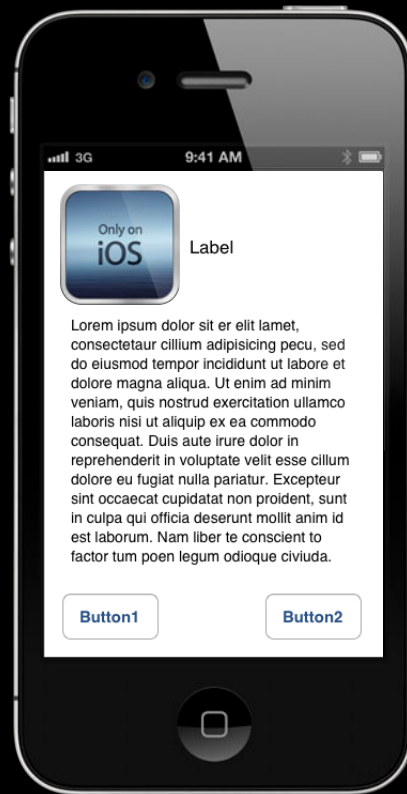 3G
9:41 AM
Only on
iOS
Label
Lorem ipsum dolor sit er elit lamet,
consectetaur cillium adipisicing pecu, sed
do eiusmod tempor incididunt ut labore et
dolore magna aliqua. Ut enim ad minim
veniam, quis nostrud exercitation ullamco
laboris nisi ut aliquip ex ea commodo
consequat. Duis aute irure dolor in
reprehenderit in voluptate velit esse cillum
dolore eu fugiat nulla pariatur. Excepteur
sint occaecat cupidatat non proident, sunt
in culpa qui officia deserunt mollit anim id
est laborum. Nam liber te conscient to
factor tum poen legum odioque civiuda.
Button1
Button2